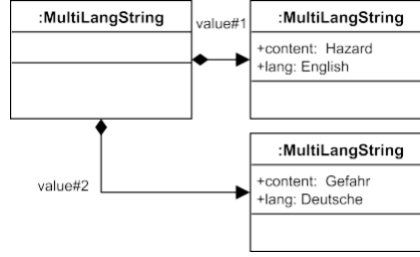 :MultiLangString
value#1
:MultiLangString
+content: Hazard
+lang: English
:MultiLangString
value#2
+content: Gefahr
+lang: Deutsche